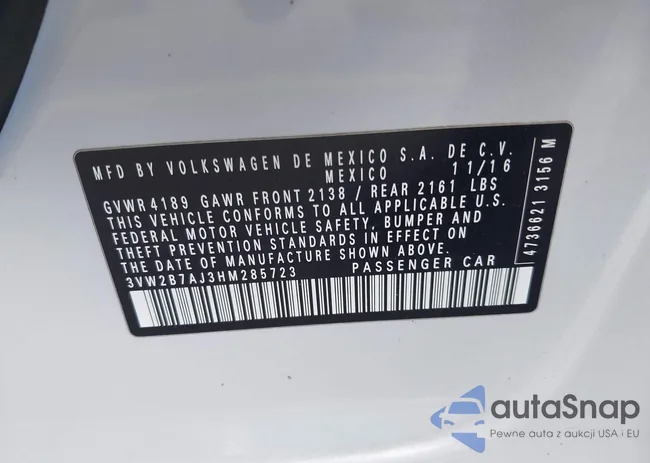 MFD BY VOLKSWAGEN DE MEXICO S.A. DE C.V.
MEXICO 11/16
GVWR 4189 GAWR FRONT 2138 / REAR 2161 LBS
THIS VEHICLE CONFORMS TO ALL APPLICABLE U.S.
FEDERAL MOTOR VEHICLE SAFETY, BUMPER AND
THEFT PREVENTION STANDARDS IN EFFECT ON
THE DATE OF MANUFACTURE SHOWN ABOVE.
3VW2B7AJ3HM285723 PASSENGER CAR
4736621 3156 M
autaSnap
Pewne auta z aukcji USA i EU